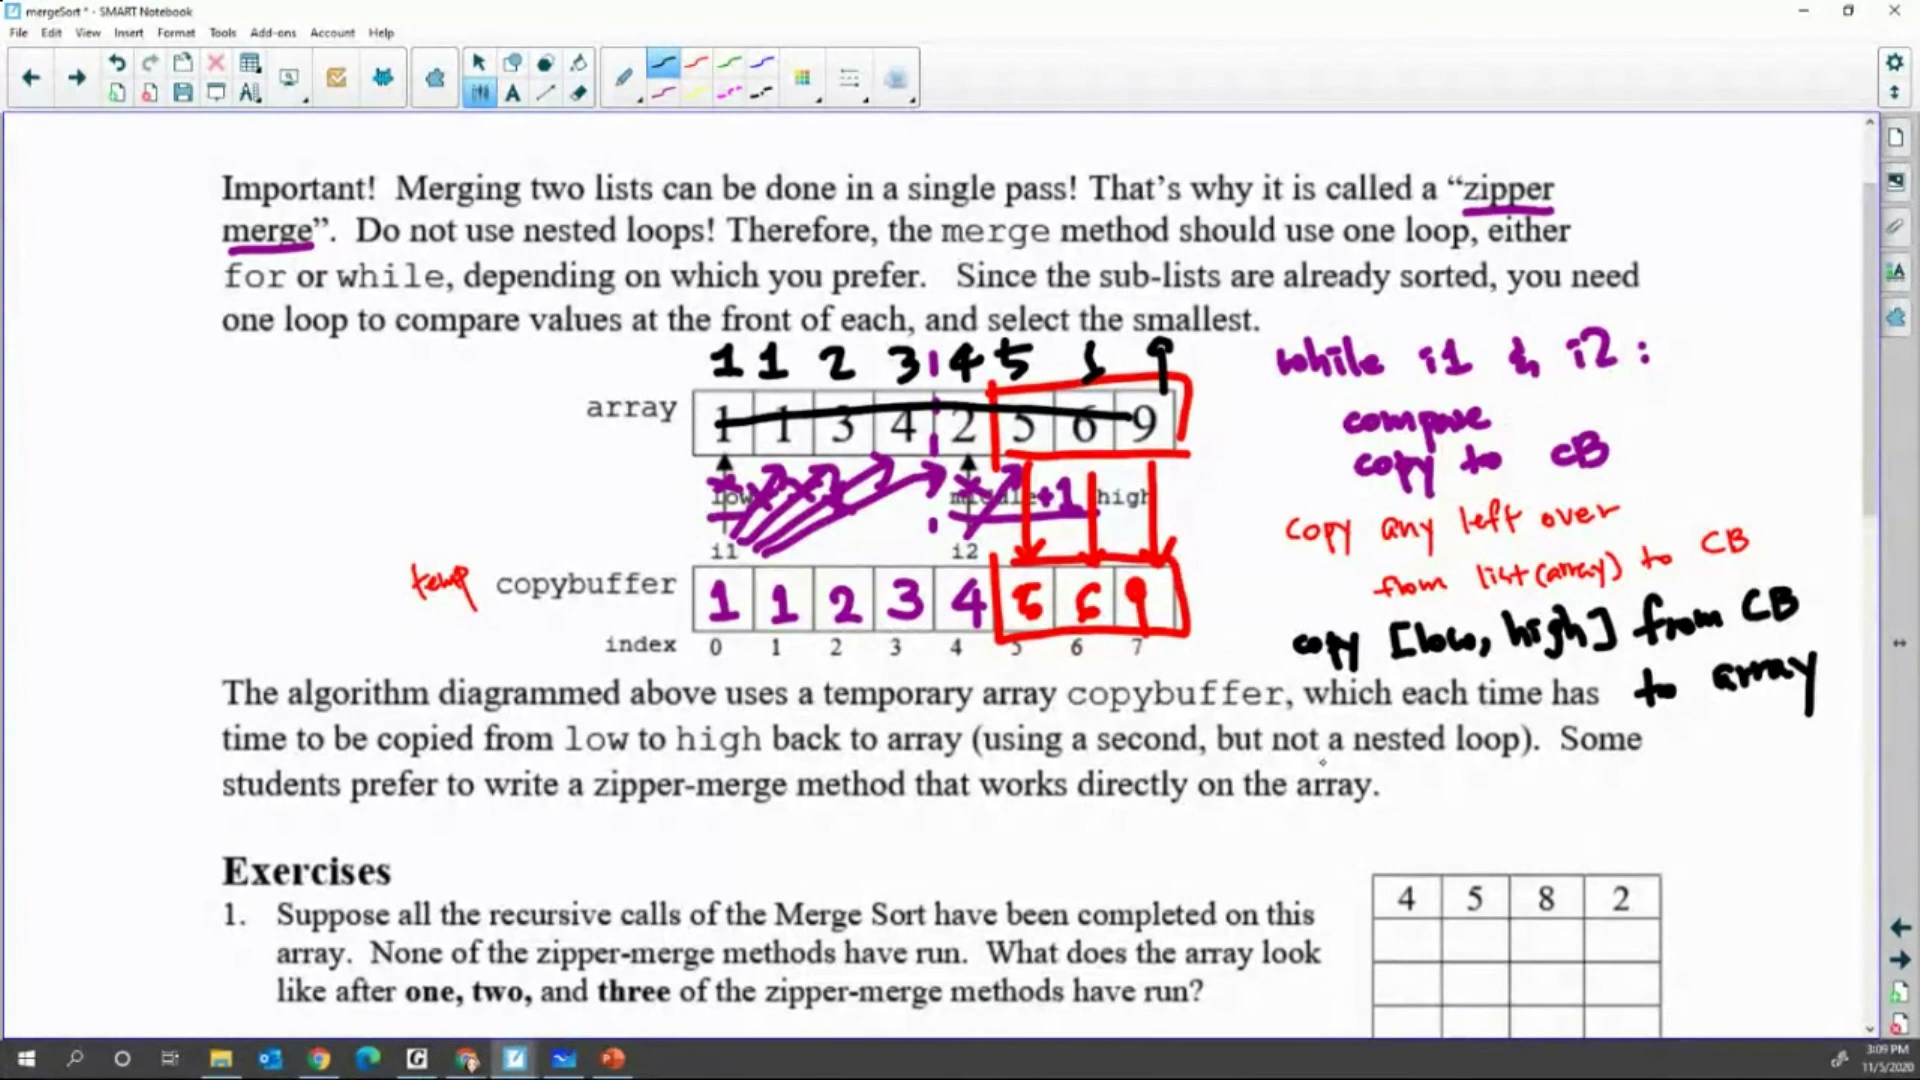 mergeSort * - SMART Notebook
File Edit View Insert Format Tools Add-ons Account Help
Important! Merging two lists can be done in a single pass! That's why it is called a “zipper
merge”. Do not use nested loops! Therefore, the merge method should use one loop, either
for or while, depending on which you prefer. Since the sub-lists are already sorted, you need
one loop to compare values at the front of each, and select the smallest.
1 1 2 3 4 5 9
while i1 & i2 :
array 1 1 3 4 2 5 6 9
compare
copy to CB
low +1 high
i1 i2
copy any left over
from list(array) to CB
temp copybuffer 1 1 2 3 4 5 6 9
index 0 1 2 3 4 5 6 7
copy [low, high] from CB
to array
The algorithm diagrammed above uses a temporary array copybuffer, which each time has
time to be copied from low to high back to array (using a second, but not a nested loop). Some
students prefer to write a zipper-merge method that works directly on the array.
Exercises
1. Suppose all the recursive calls of the Merge Sort have been completed on this
array. None of the zipper-merge methods have run. What does the array look
like after one, two, and three of the zipper-merge methods have run?
4 5 8 2
3:09 PM
11/5/2020